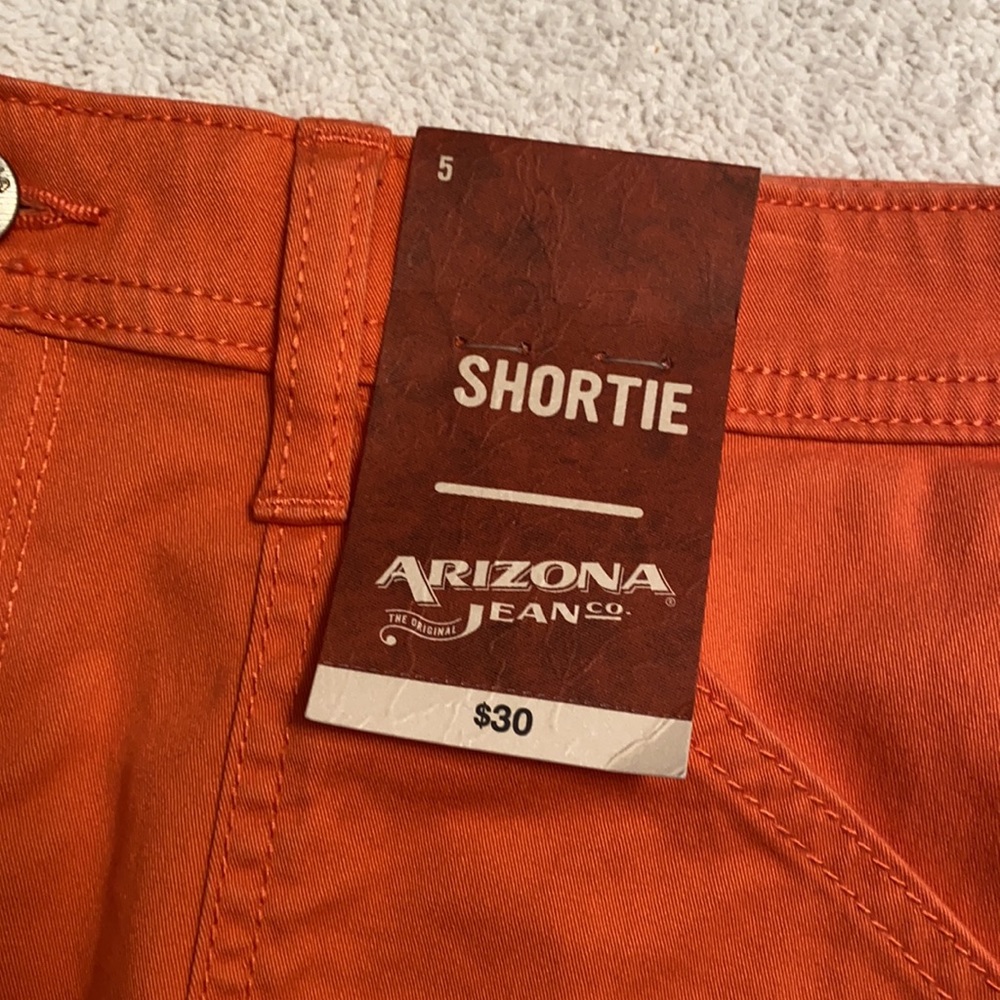 5
SHORTIE
ARIZONA®
JEAN CO.
THE ORIGINAL
$30